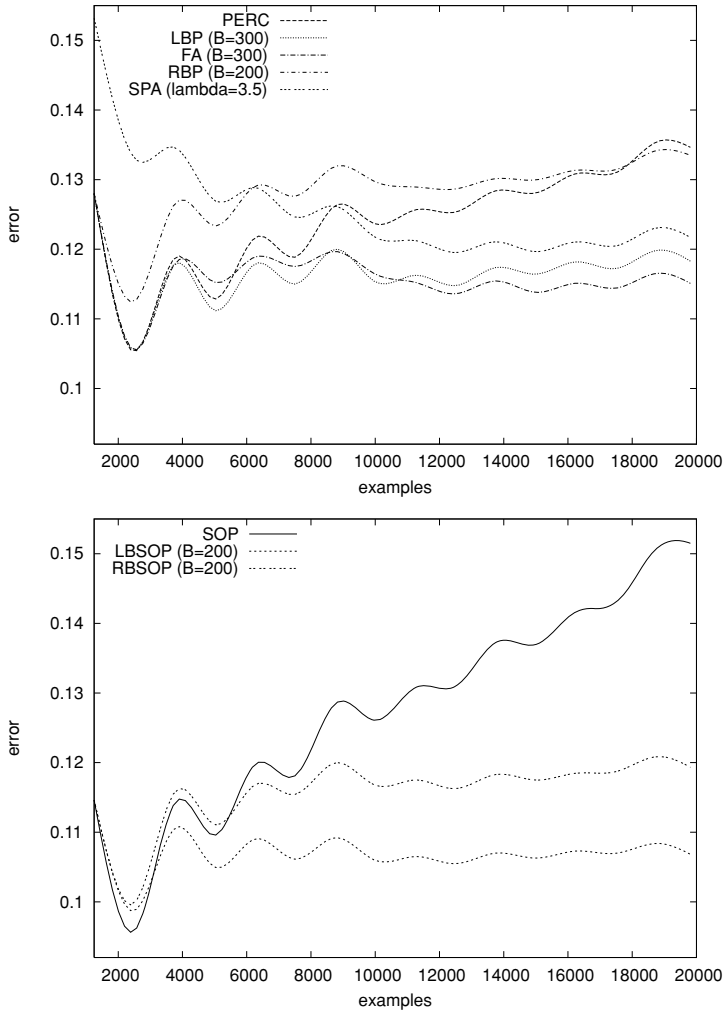 0.15
0.14
0.13
0.12
0.11
0.1
error
PERC
LBP (B=300)
FA (B=300)
RBP (B=200)
SPA (lambda=3.5)
2000 4000 6000 8000 10000 12000 14000 16000 18000 20000
examples
0.15
0.14
0.13
0.12
0.11
0.1
error
SOP
LBSOP (B=200)
RBSOP (B=200)
2000 4000 6000 8000 10000 12000 14000 16000 18000 20000
examples